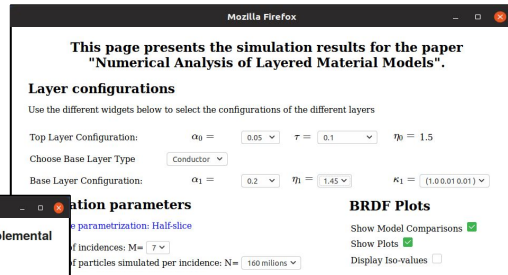 Mozilla Firefox
This page presents the simulation results for the paper
"Numerical Analysis of Layered Material Models".
Layer configurations
Use the different widgets below to select the configurations of the different layers
Top Layer Configuration: α₀ = 0.05 τ = 0.1 η₀ = 1.5
Choose Base Layer Type Conductor
Base Layer Configuration: α₁ = 0.2 η₁ = 1.45 κ₁ = (1.0 0.01 0.01 )
ation parameters
BRDF Plots
e parametrization: Half-slice
Show Model Comparisons
lemental
of incidences: M= 7
Show Plots
of particles simulated per incidence: N= 160 milions
Display Iso-values